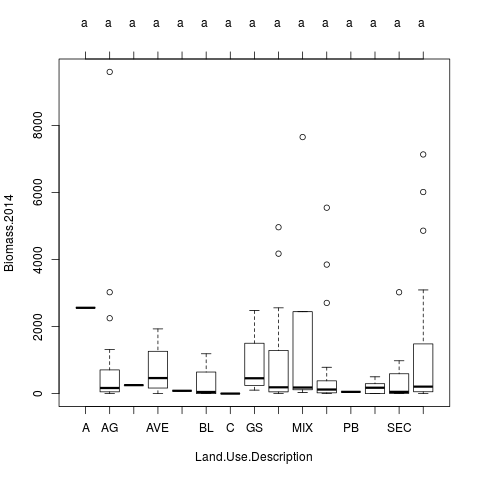 a a a a a a a a a a a a a a a
Biomass.2014
8000
6000
4000
2000
0
A AG AVE BL C GS MIX PB SEC
Land.Use.Description